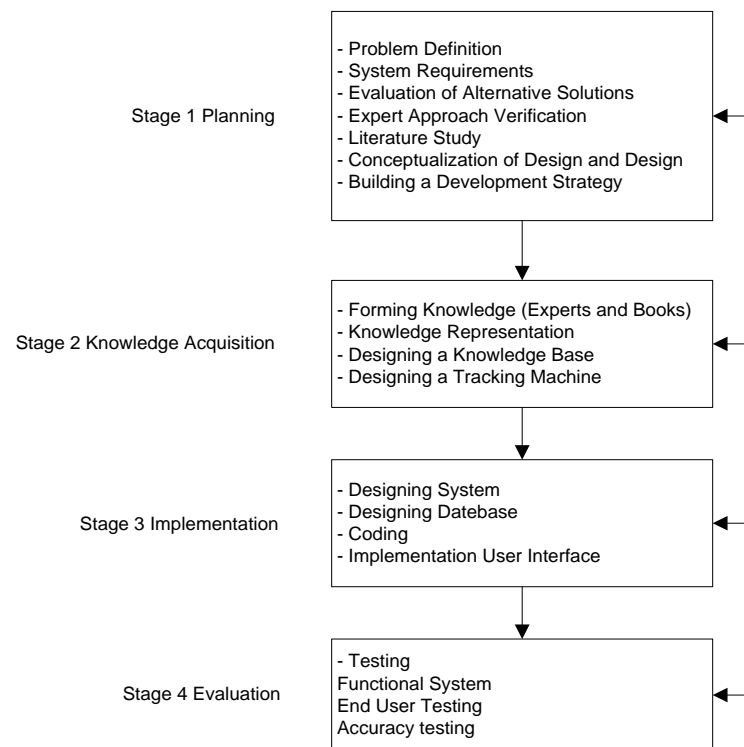 Stage 1 Planning
- Problem Definition
- System Requirements
- Evaluation of Alternative Solutions
- Expert Approach Verification
- Literature Study
- Conceptualization of Design and Design
- Building a Development Strategy
Stage 2 Knowledge Acquisition
- Forming Knowledge (Experts and Books)
- Knowledge Representation
- Designing a Knowledge Base
- Designing a Tracking Machine
Stage 3 Implementation
- Designing System
- Designing Datebase
- Coding
- Implementation User Interface
Stage 4 Evaluation
- Testing
Functional System
End User Testing
Accuracy testing